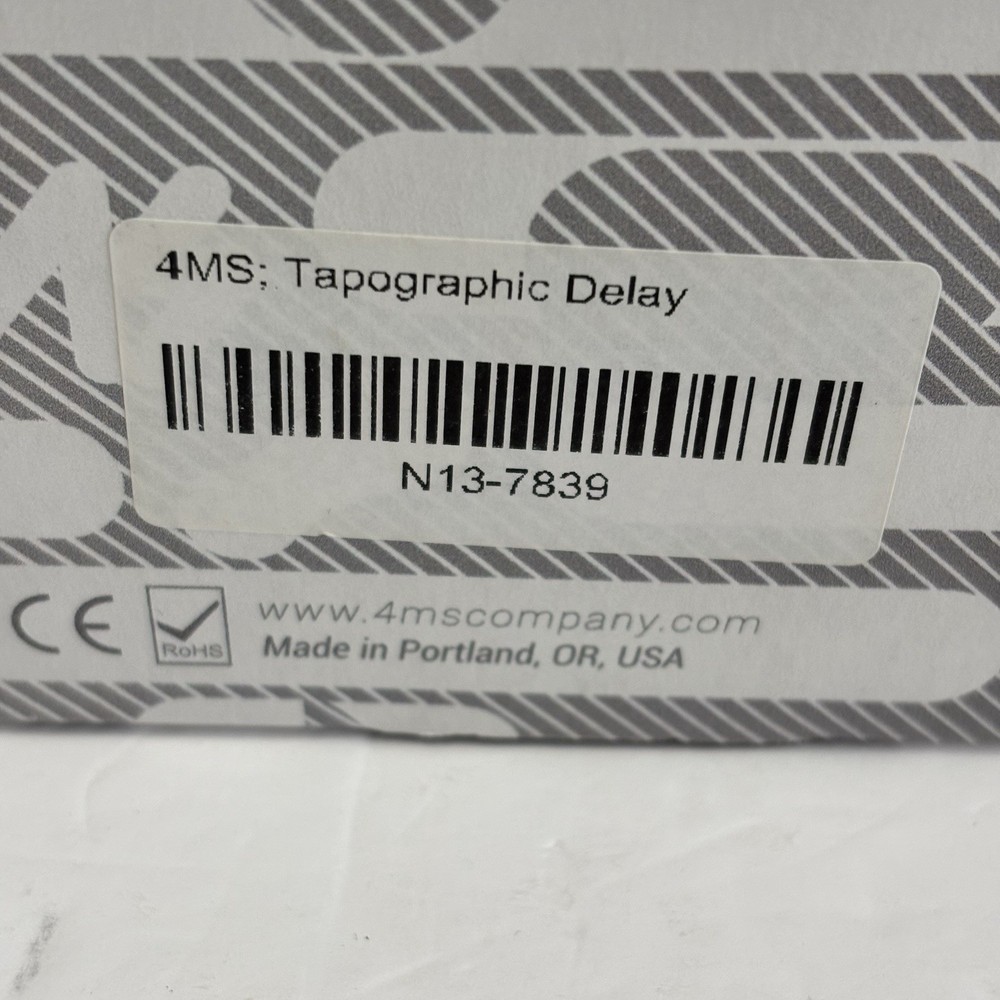 4MS; Tapographic Delay
N13-7839
CE
RoHS
www.4mscompany.com
Made in Portland, OR, USA